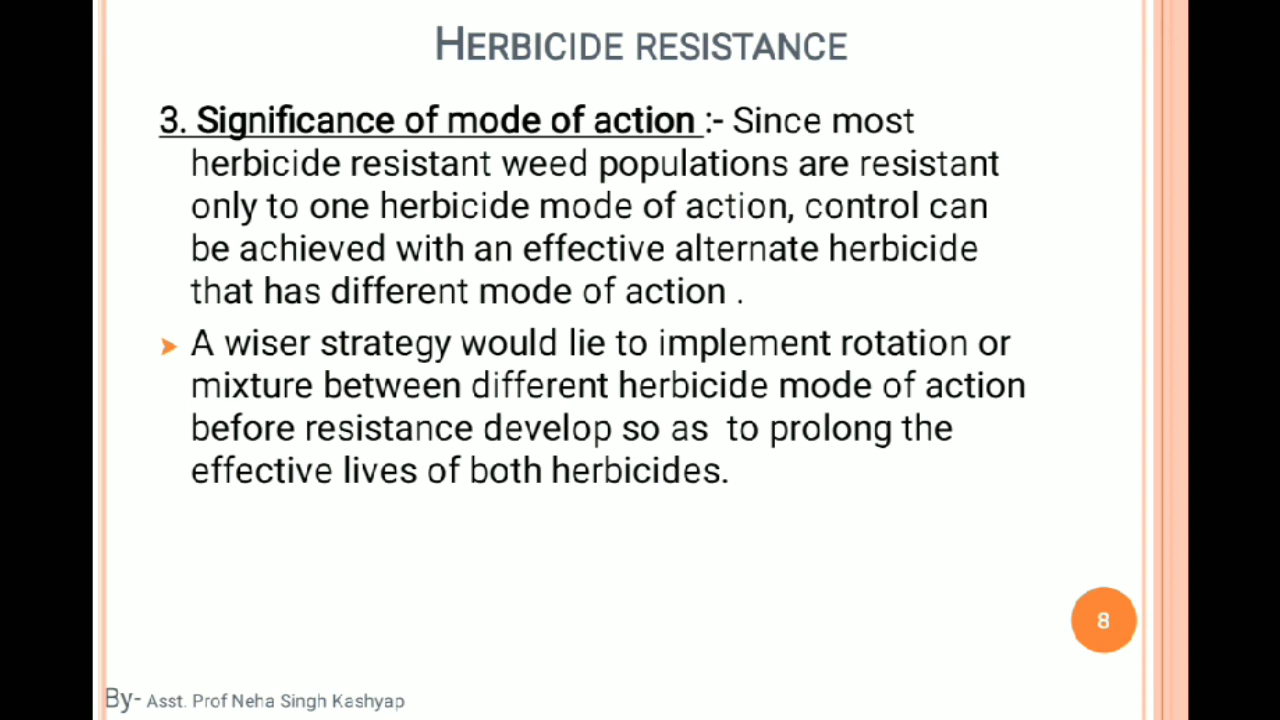 HERBICIDE RESISTANCE
3. Significance of mode of action :- Since most
herbicide resistant weed populations are resistant
only to one herbicide mode of action, control can
be achieved with an effective alternate herbicide
that has different mode of action .
➤ A wiser strategy would lie to implement rotation or
mixture between different herbicide mode of action
before resistance develop so as to prolong the
effective lives of both herbicides.
8
By- Asst. Prof Neha Singh Kashyap